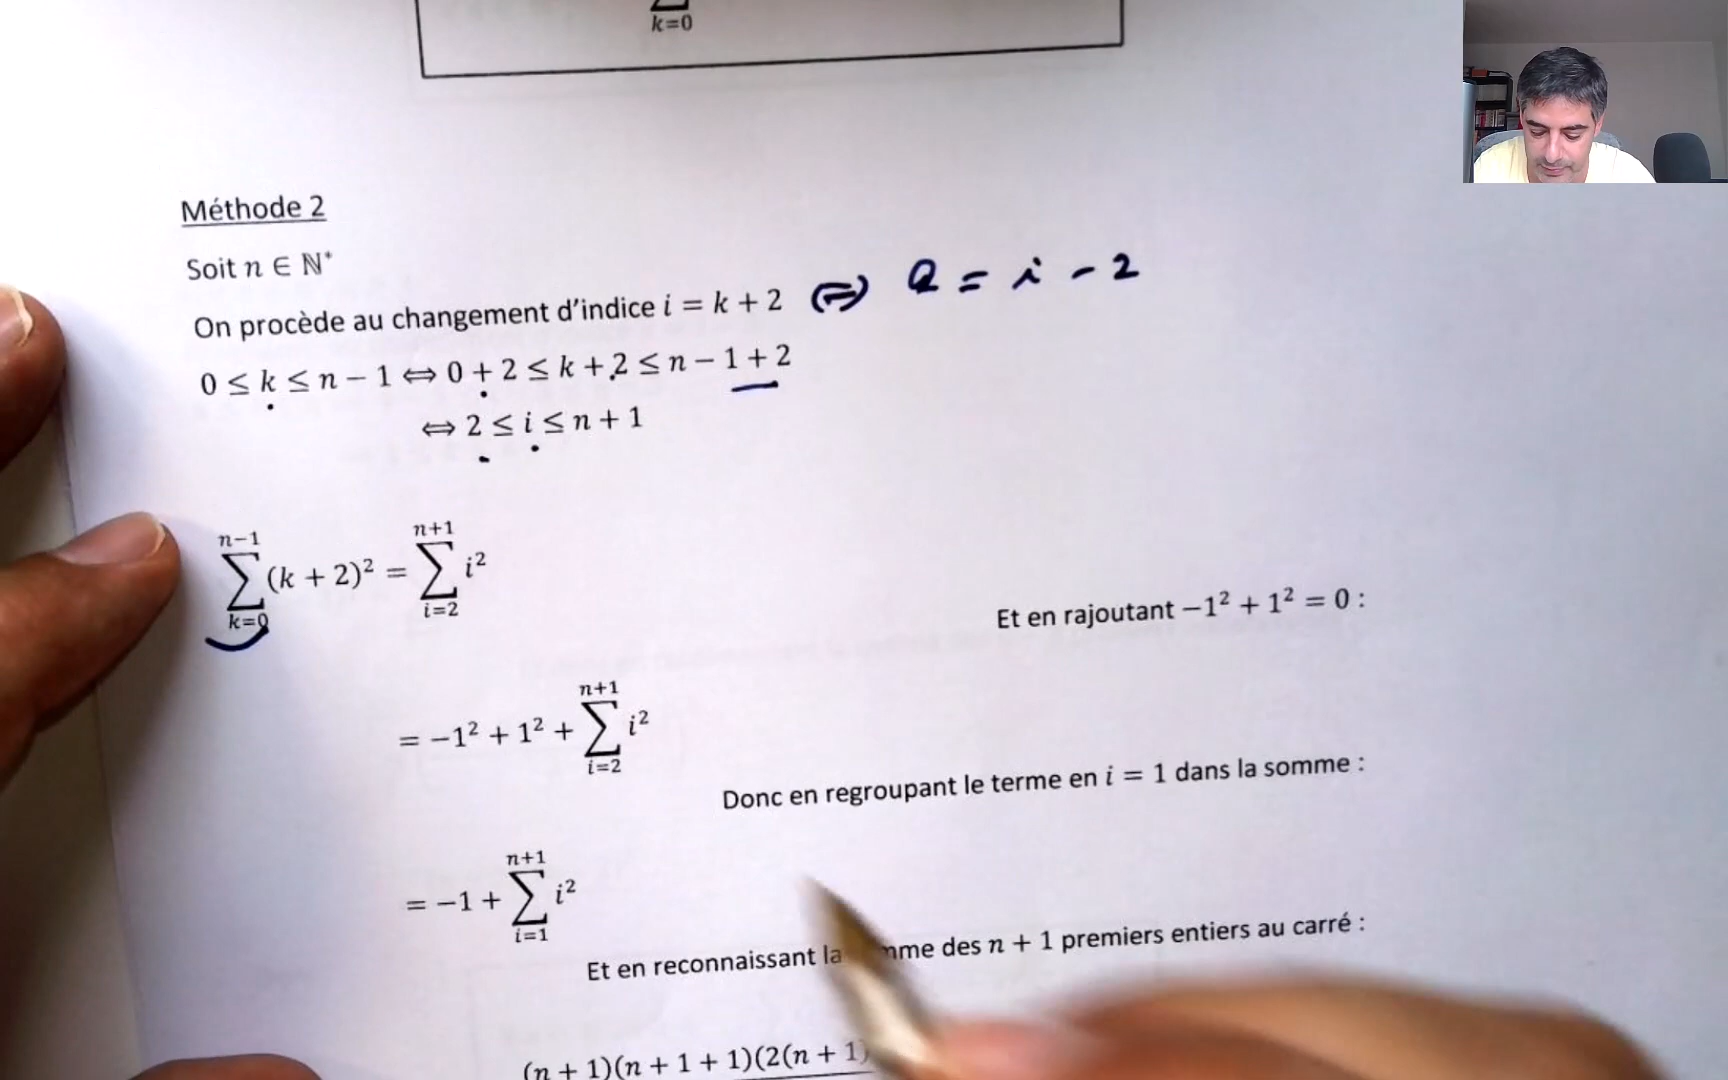 k=0
Méthode 2
Soit n ∈ ℕ*
On procède au changement d'indice i = k + 2 ⇔ k = i - 2
0 ≤ k ≤ n − 1 ⇔ 0 + 2 ≤ k + 2 ≤ n − 1 + 2
⇔ 2 ≤ i ≤ n + 1
∑_{k=0}^{n−1} (k + 2)² = ∑_{i=2}^{n+1} i²
Et en rajoutant −1² + 1² = 0 :
= −1² + 1² + ∑_{i=2}^{n+1} i²
Donc en regroupant le terme en i = 1 dans la somme :
= −1 + ∑_{i=1}^{n+1} i²
Et en reconnaissant la mme des n + 1 premiers entiers au carré :
(n + 1)(n + 1 + 1)(2(n + 1)